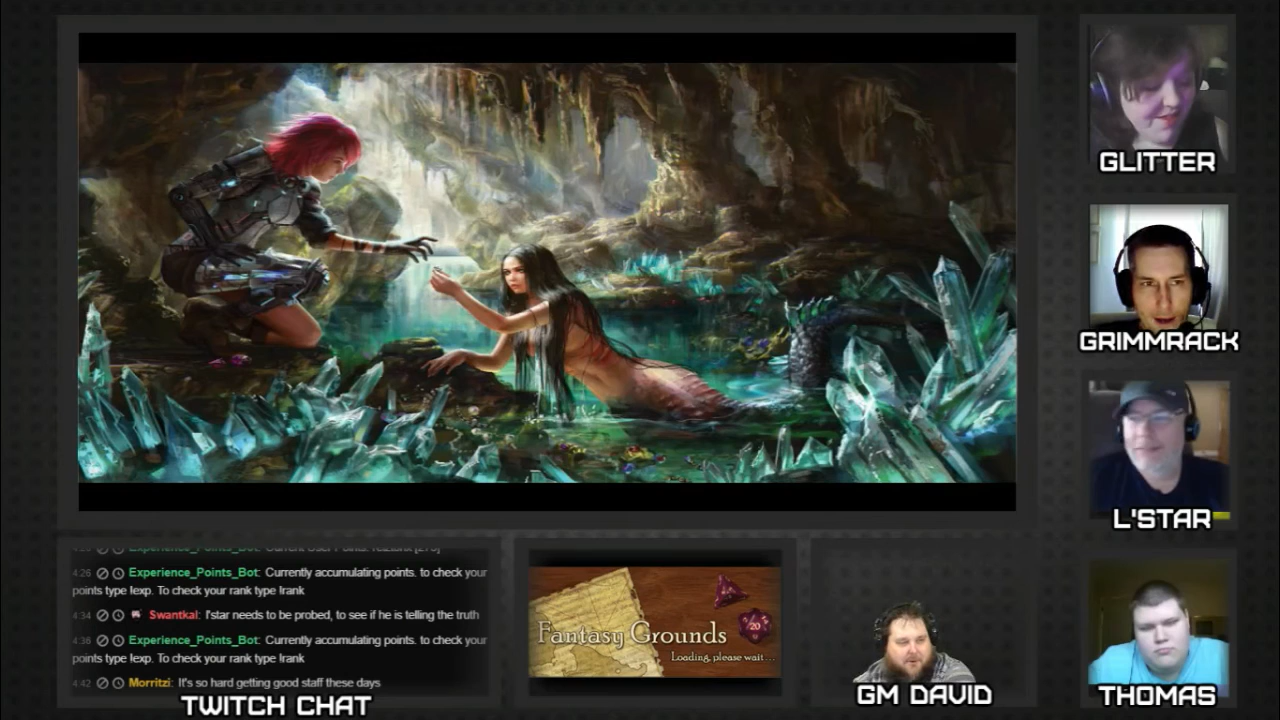 GLITTER
GRIMMRACK
L'STAR
Experience_Points_Bot:
4:26 Experience_Points_Bot: Currently accumulating points. to check your
points type !exp. To check your rank type !rank
4:34 Swantkal: l'star needs to be probed, to see if he is telling the truth
4:36 Experience_Points_Bot: Currently accumulating points. to check your
points type !exp. To check your rank type !rank
4:42 Morritzi: It's so hard getting good staff these days
TWITCH CHAT
Fantasy Grounds
20
Loading, please wait...
GM DAVID
THOMAS